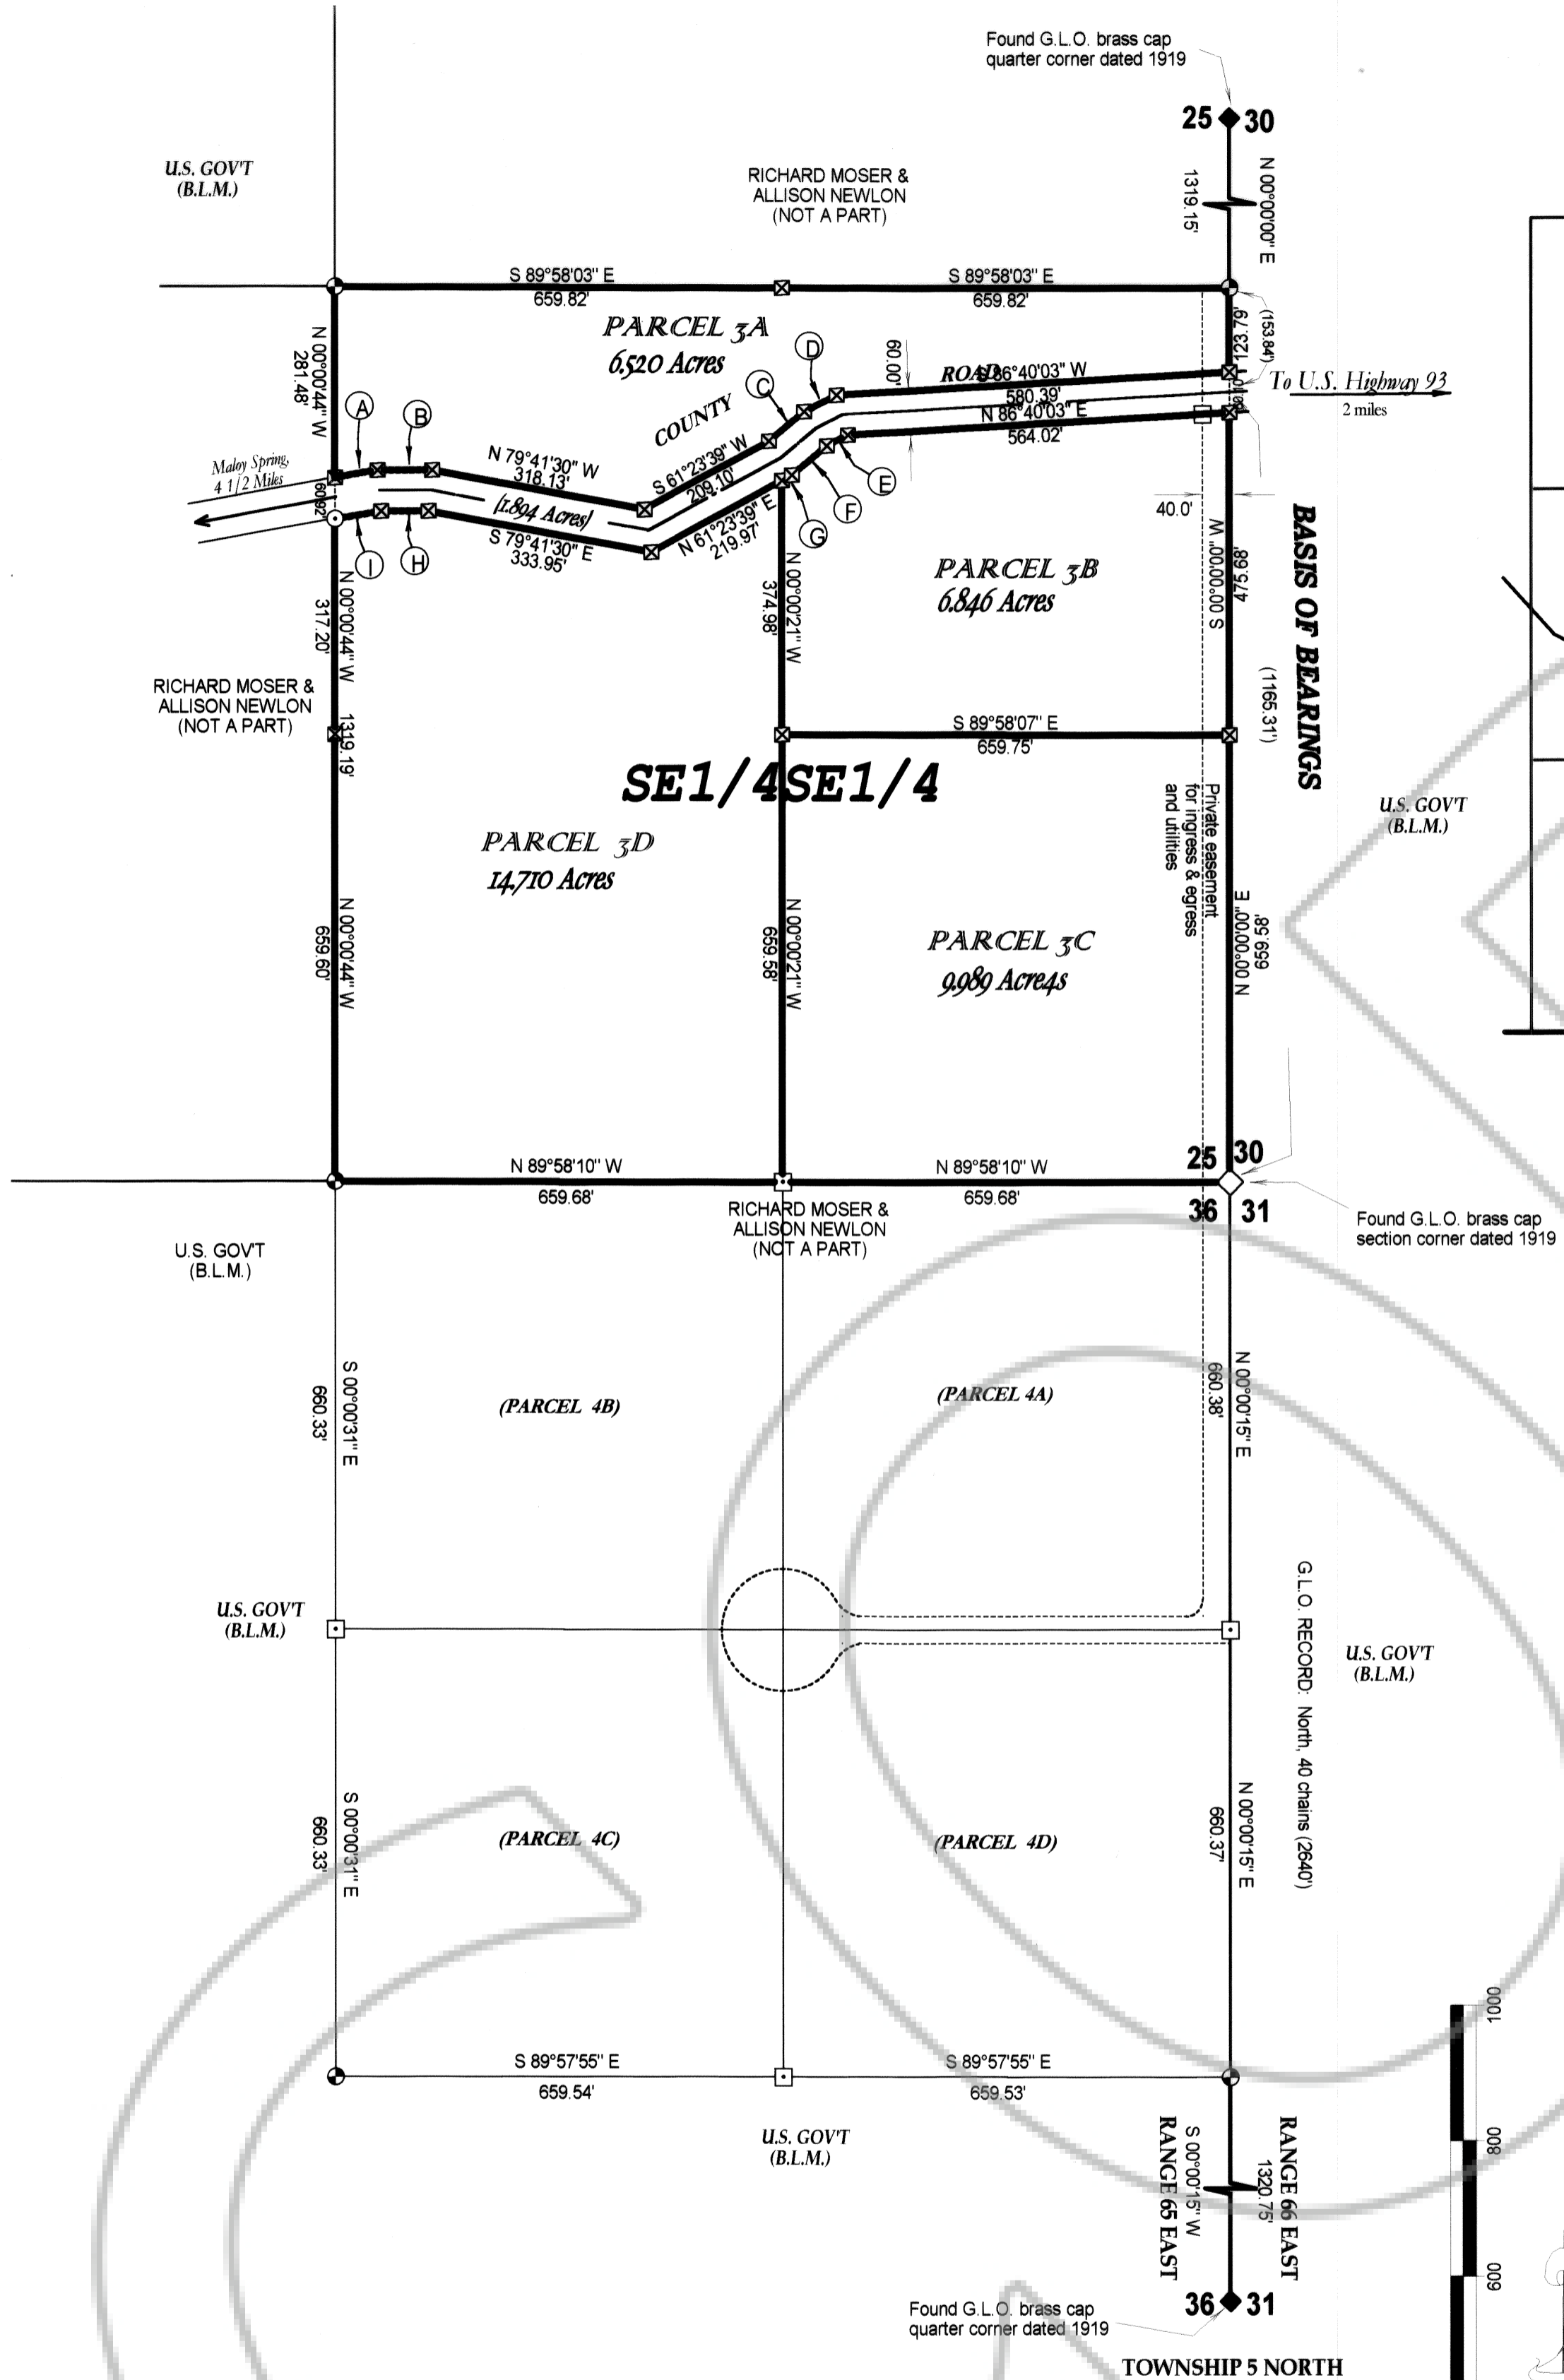 Found G.L.O. brass cap
quarter corner dated 1919
25 30
N 00°00'00" E
1319.15'
U.S. GOV'T
(B.L.M.)
RICHARD MOSER &
ALLISON NEWLON
(NOT A PART)
S 89°58'03" E
659.82'
S 89°58'03" E
659.82'
PARCEL 3A
6.520 Acres
N 00°00'44" W
281.48'
123.79'
(153.84')
60.00'
ROAD
S 86°40'03" W
580.39'
N 86°40'03" E
564.02'
To U.S. Highway 93
2 miles
COUNTY
A
B
C
D
E
F
G
H
I
Maloy Spring,
4 1/2 Miles
60.92'
N 79°41'30" W
318.13'
(1.894 Acres)
S 79°41'30" E
333.95'
S 61°23'39" W
209.10'
N 61°23'39" E
219.97'
40.0'
S 00°00'00" W
475.68'
BASIS OF BEARINGS
(1165.31')
PARCEL 3B
6.846 Acres
N 00°00'21" W
374.98'
N 00°00'44" W
317.20'
RICHARD MOSER &
ALLISON NEWLON
(NOT A PART)
1319.19'
S 89°58'07" E
659.75'
SE1/4SE1/4
Private easement
for ingress & egress
and utilities
U.S. GOV'T
(B.L.M.)
PARCEL 3D
14.710 Acres
N 00°00'44" W
659.60'
N 00°00'21" W
659.58'
PARCEL 3C
9.989 Acre4s
N 00°00'00" E
659.58'
N 89°58'10" W
659.68'
N 89°58'10" W
659.68'
25 30
36 31
Found G.L.O. brass cap
section corner dated 1919
RICHARD MOSER &
ALLISON NEWLON
(NOT A PART)
U.S. GOV'T
(B.L.M.)
S 00°00'31" E
660.33'
(PARCEL 4B)
(PARCEL 4A)
N 00°00'15" E
660.38'
U.S. GOV'T
(B.L.M.)
G.L.O. RECORD: North, 40 chains (2640')
U.S. GOV'T
(B.L.M.)
S 00°00'31" E
660.33'
(PARCEL 4C)
(PARCEL 4D)
N 00°00'15" E
660.37'
S 89°57'55" E
659.54'
S 89°57'55" E
659.53'
U.S. GOV'T
(B.L.M.)
RANGE 65 EAST
S 00°00'15" W
1320.75'
RANGE 66 EAST
1000
800
600
36 31
Found G.L.O. brass cap
quarter corner dated 1919
TOWNSHIP 5 NORTH